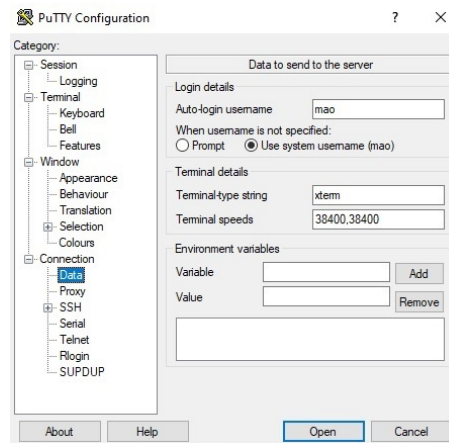 PuTTY Configuration ? ×
Category:
Session
Logging
Terminal
Keyboard
Bell
Features
Window
Appearance
Behaviour
Translation
Selection
Colours
Connection
Data
Proxy
SSH
Serial
Telnet
Rlogin
SUPDUP
Data to send to the server
Login details
Auto-login username mao
When username is not specified:
Prompt Use system username (mao)
Terminal details
Terminal-type string xterm
Terminal speeds 38400,38400
Environment variables
Variable Add
Value Remove
About Help Open Cancel